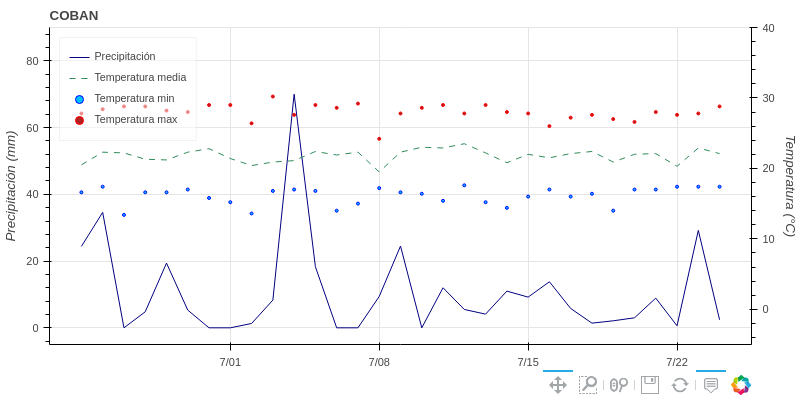 COBAN
Precipitación
Temperatura media
Temperatura min
Temperatura max
Precipitación (mm)
80
60
40
20
0
Temperatura (°C)
40
30
20
10
0
7/01
7/08
7/15
7/22